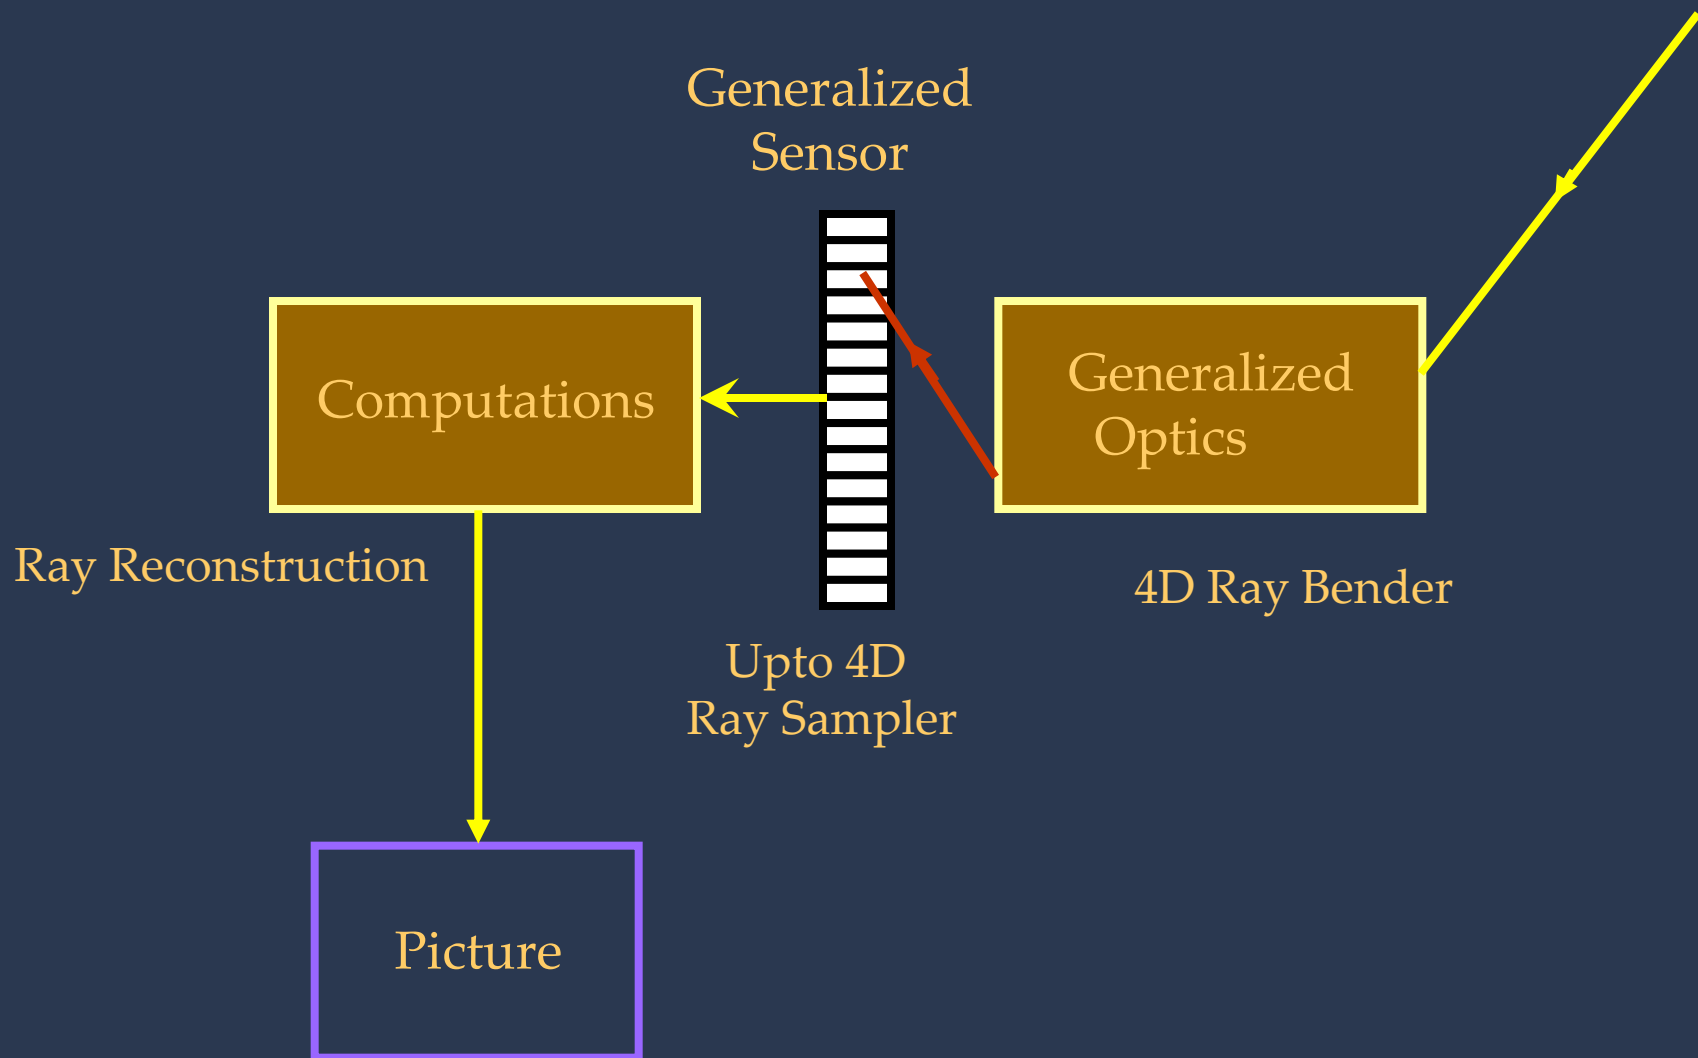 Generalized
Sensor
Computations
Generalized
Optics
Ray Reconstruction
4D Ray Bender
Upto 4D
Ray Sampler
Picture